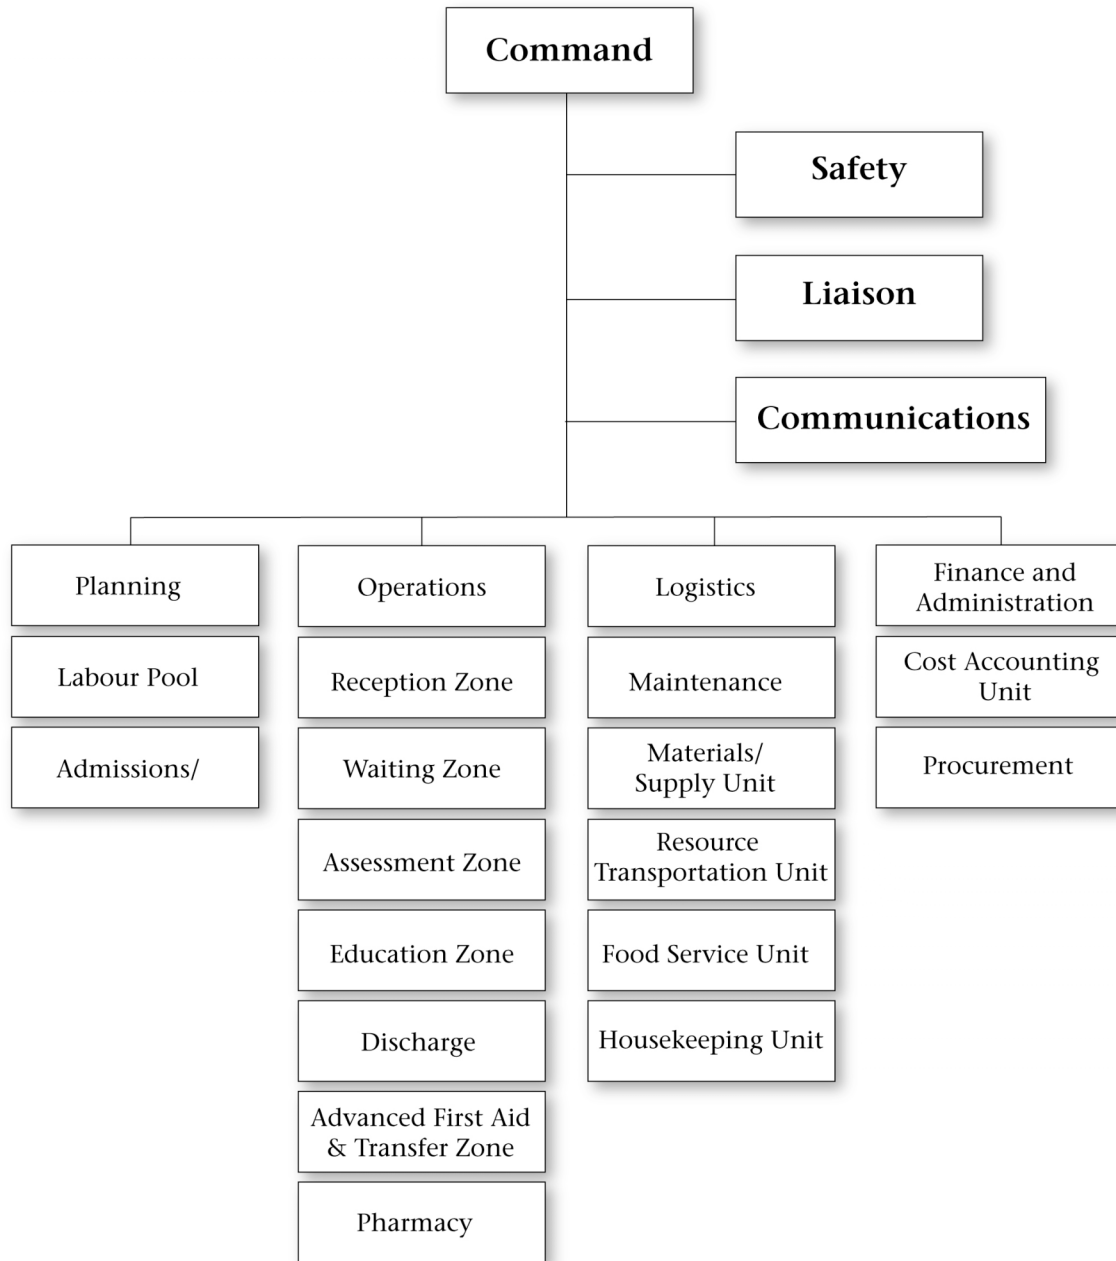 Command
Safety
Liaison
Communications
Planning
Labour Pool
Admissions/
Operations
Reception Zone
Waiting Zone
Assessment Zone
Education Zone
Discharge
Advanced First Aid
& Transfer Zone
Pharmacy
Logistics
Maintenance
Materials/
Supply Unit
Resource
Transportation Unit
Food Service Unit
Housekeeping Unit
Finance and
Administration
Cost Accounting
Unit
Procurement